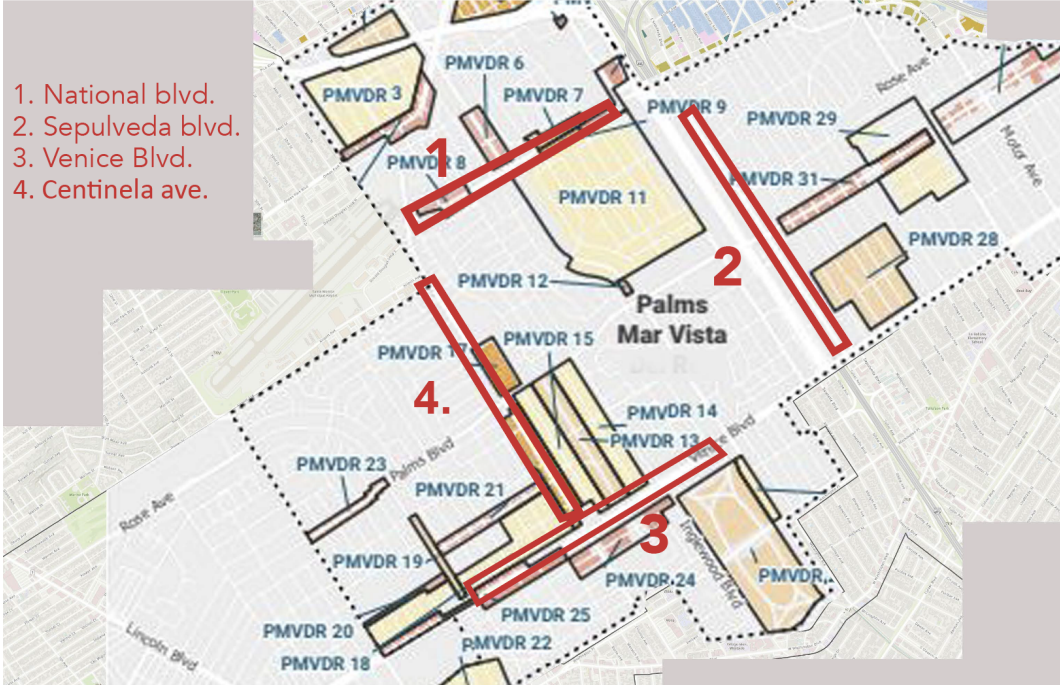 1. National blvd.
2. Sepulveda blvd.
3. Venice Blvd.
4. Centinela ave.
PMVDR 3
PMVDR 6
PMVDR 7
PMVDR 9
PMVDR 29
Rose Ave
Motor Ave
PMVDR 8
1
PMVDR 31
PMVDR 11
2
PMVDR 28
PMVDR 12
Palms
Mar Vista
PMVDR 15
PMVDR 17
4.
PMVDR 14
PMVDR 13
Venice Blvd
PMVDR 23
Palms Blvd
PMVDR 21
Rose Ave
3
Inglewood Blvd
PMVDR 19
PMVDR 24
PMVDR
PMVDR 25
PMVDR 20
PMVDR 22
PMVDR 18
Lincoln Blvd